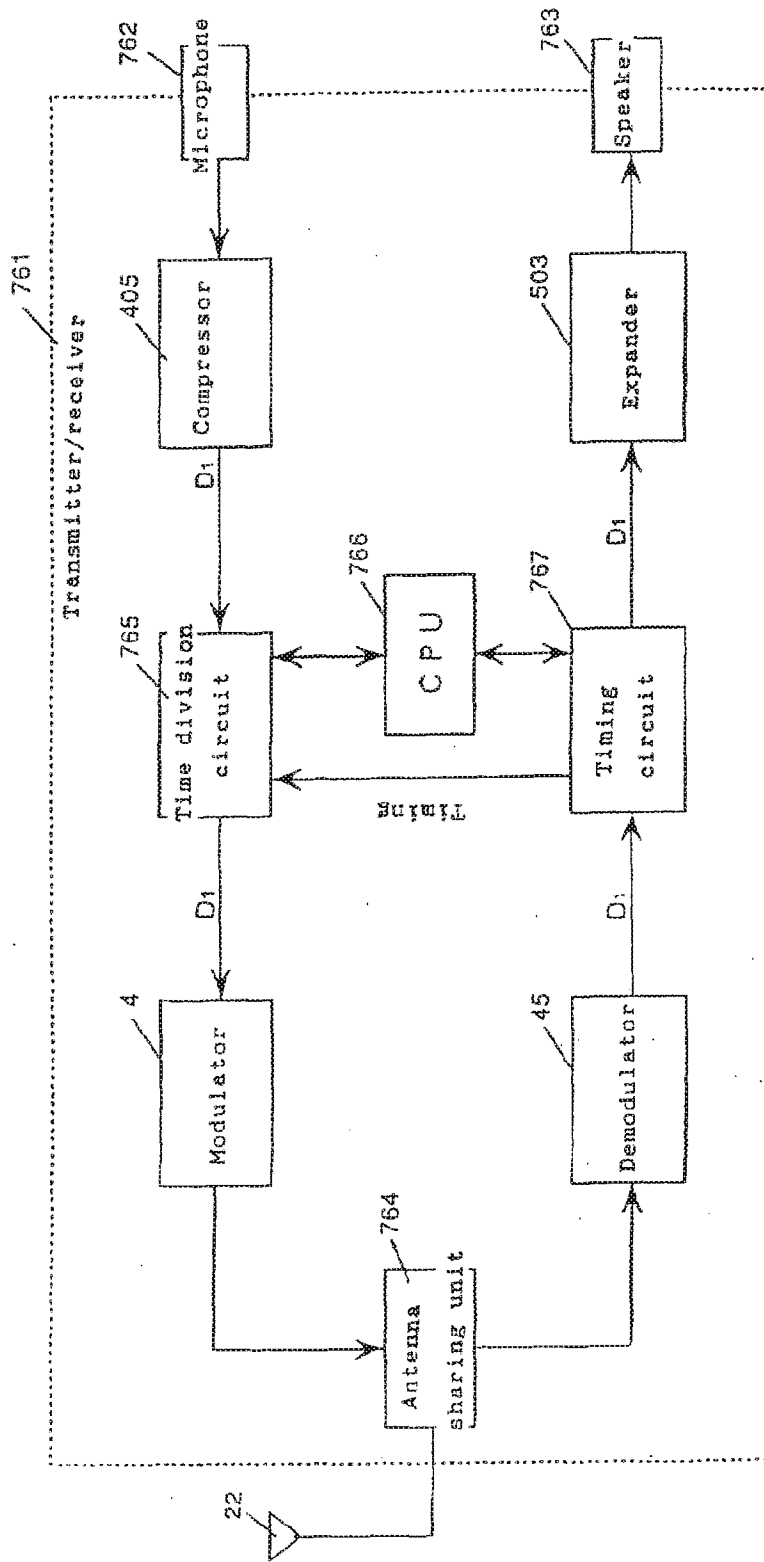 761
Transmitter/receiver
762
Microphone
405
Compressor
D1
765
Time division
circuit
D1
4
Modulator
764
Antenna
sharing unit
22
766
CPU
Timing
763
Speaker
503
Expander
D1
767
Timing
circuit
D1
45
Demodulator